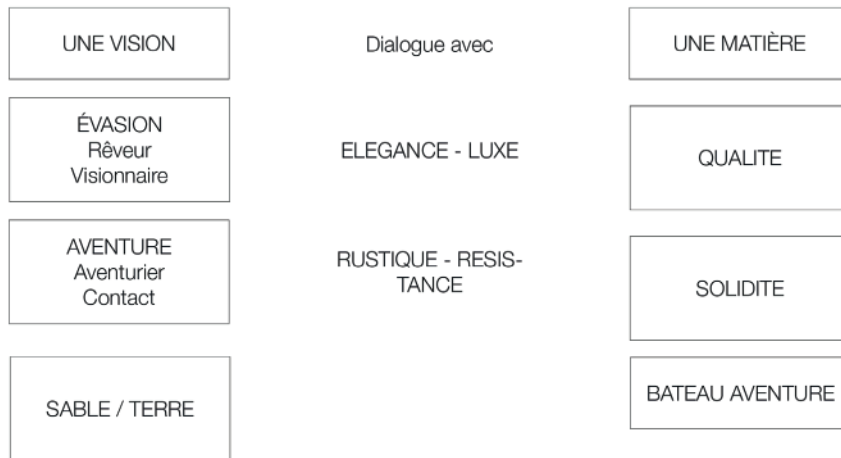 UNE VISION
Dialogue avec
UNE MATIÈRE
ÉVASION
Rêveur
Visionnaire
ELEGANCE - LUXE
QUALITE
AVENTURE
Aventurier
Contact
RUSTIQUE - RESIS-
TANCE
SOLIDITE
SABLE / TERRE
BATEAU AVENTURE